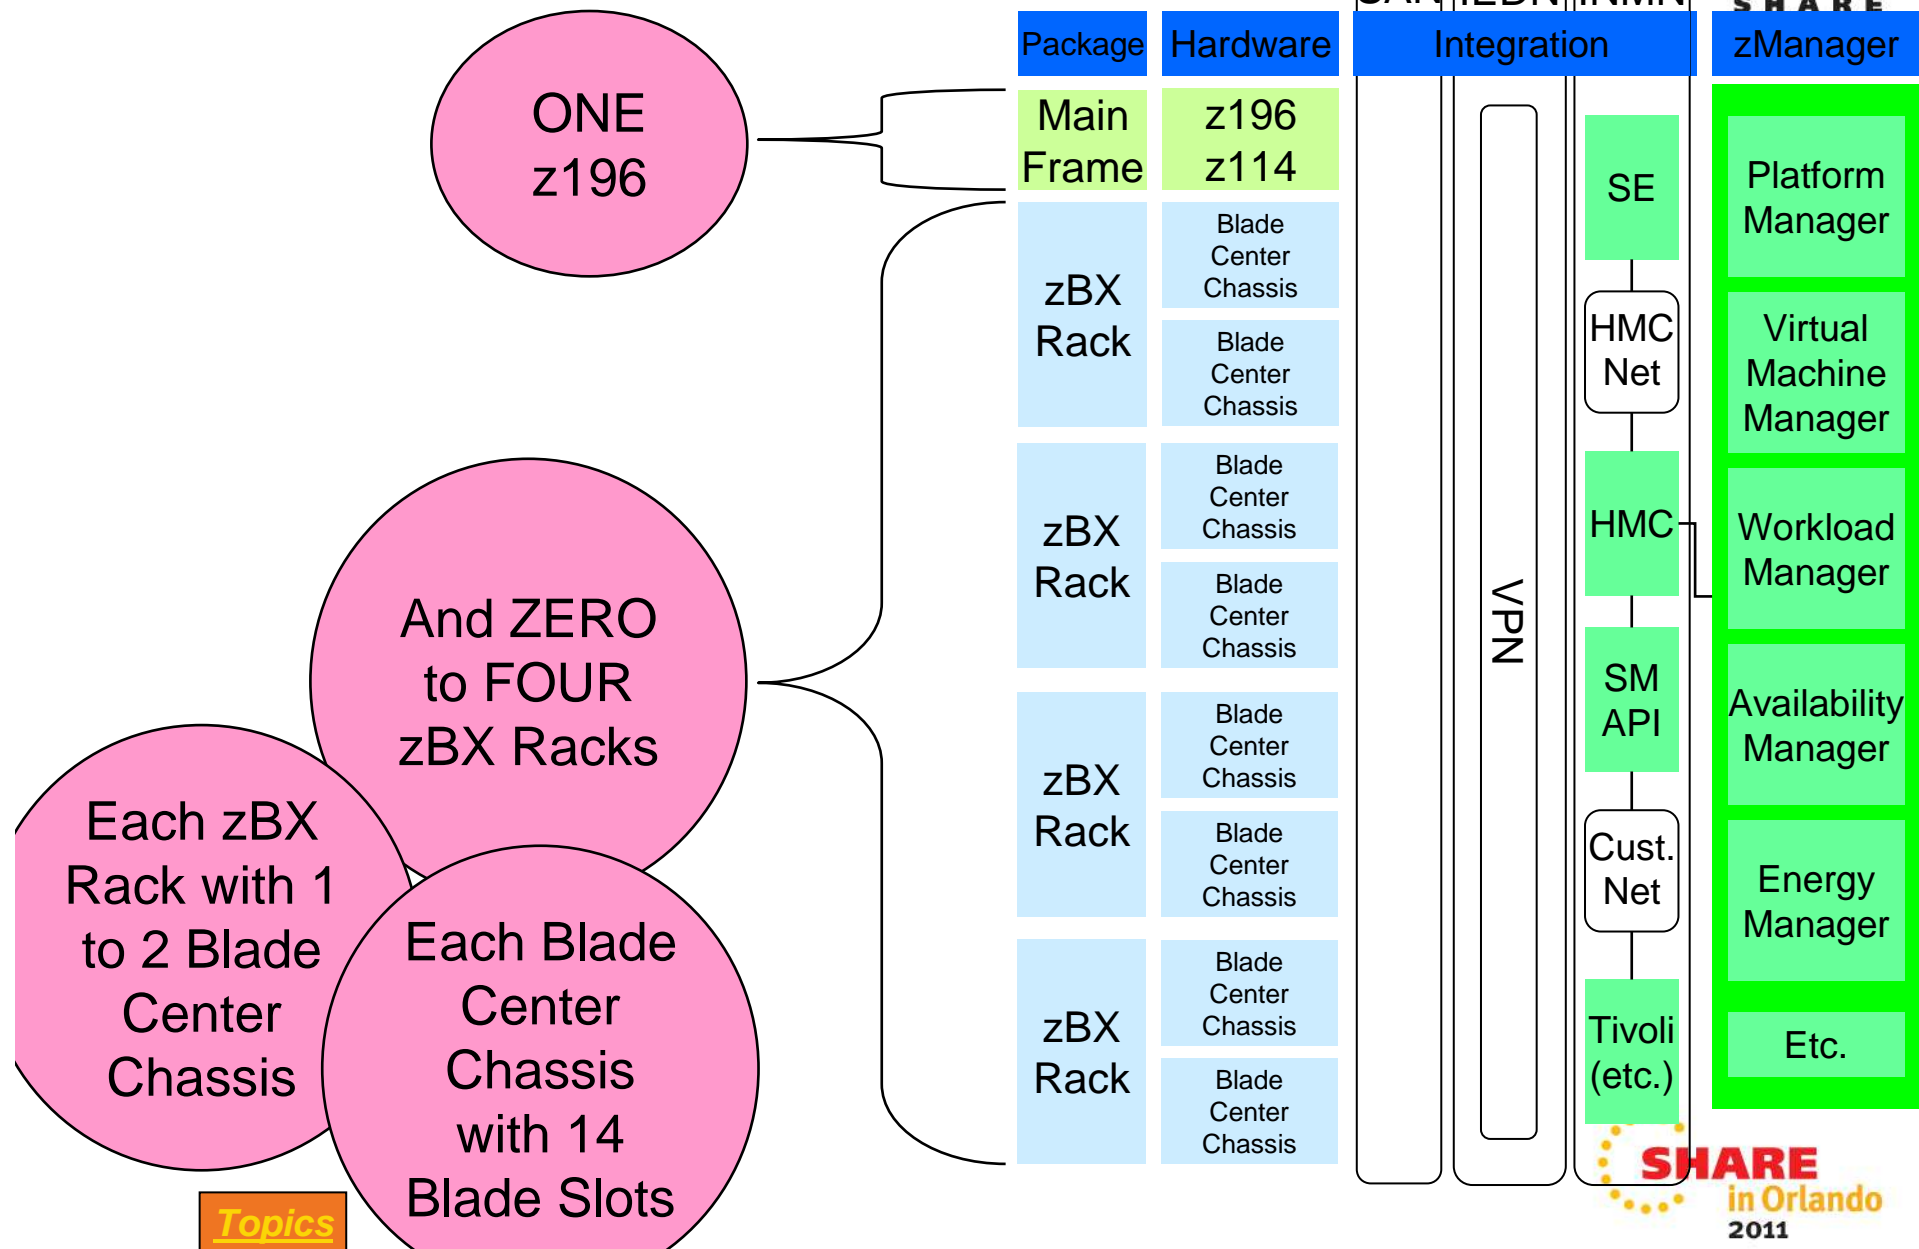 SAN IEDN INMN
SHARE
Package
Hardware
Integration
zManager
ONE
z196
Main
Frame
z196
z114
zBX
Rack
Blade
Center
Chassis
Blade
Center
Chassis
zBX
Rack
Blade
Center
Chassis
Blade
Center
Chassis
zBX
Rack
Blade
Center
Chassis
Blade
Center
Chassis
zBX
Rack
Blade
Center
Chassis
Blade
Center
Chassis
And ZERO
to FOUR
zBX Racks
Each zBX
Rack with 1
to 2 Blade
Center
Chassis
Each Blade
Center
Chassis
with 14
Blade Slots
Topics
VPN
SE
HMC
Net
HMC
SM
API
Cust.
Net
Tivoli
(etc.)
Platform
Manager
Virtual
Machine
Manager
Workload
Manager
Availability
Manager
Energy
Manager
Etc.
SHARE
in Orlando
2011